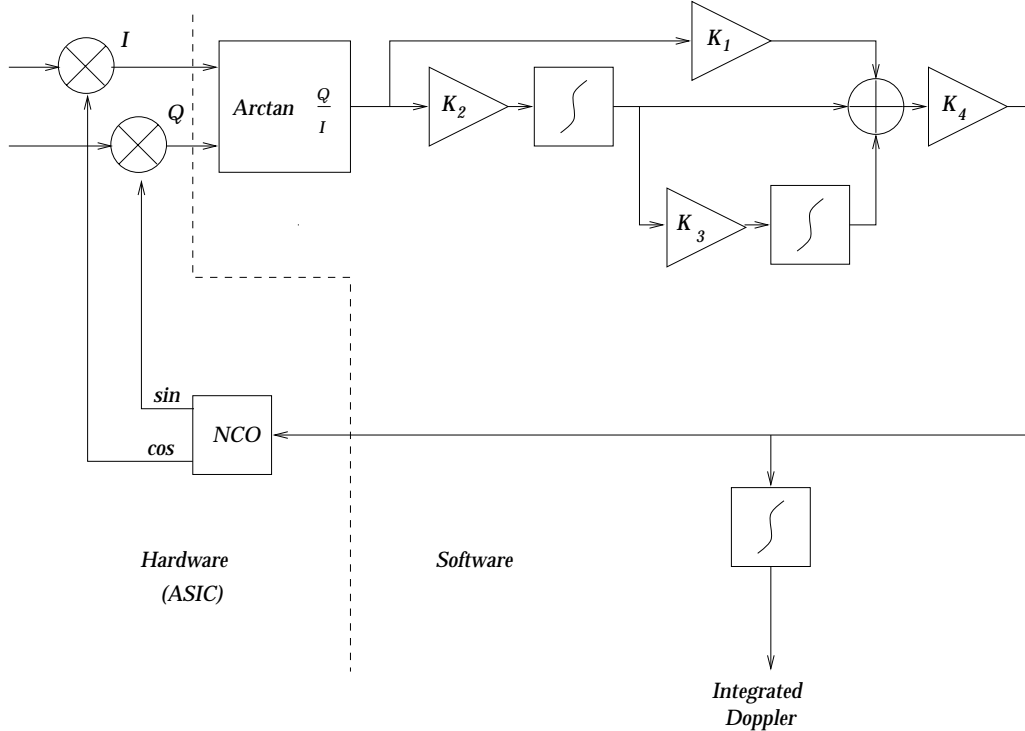 I
Q
Arctan Q/I
K1
K2
K3
K4
sin
cos
NCO
Hardware
(ASIC)
Software
Integrated
Doppler